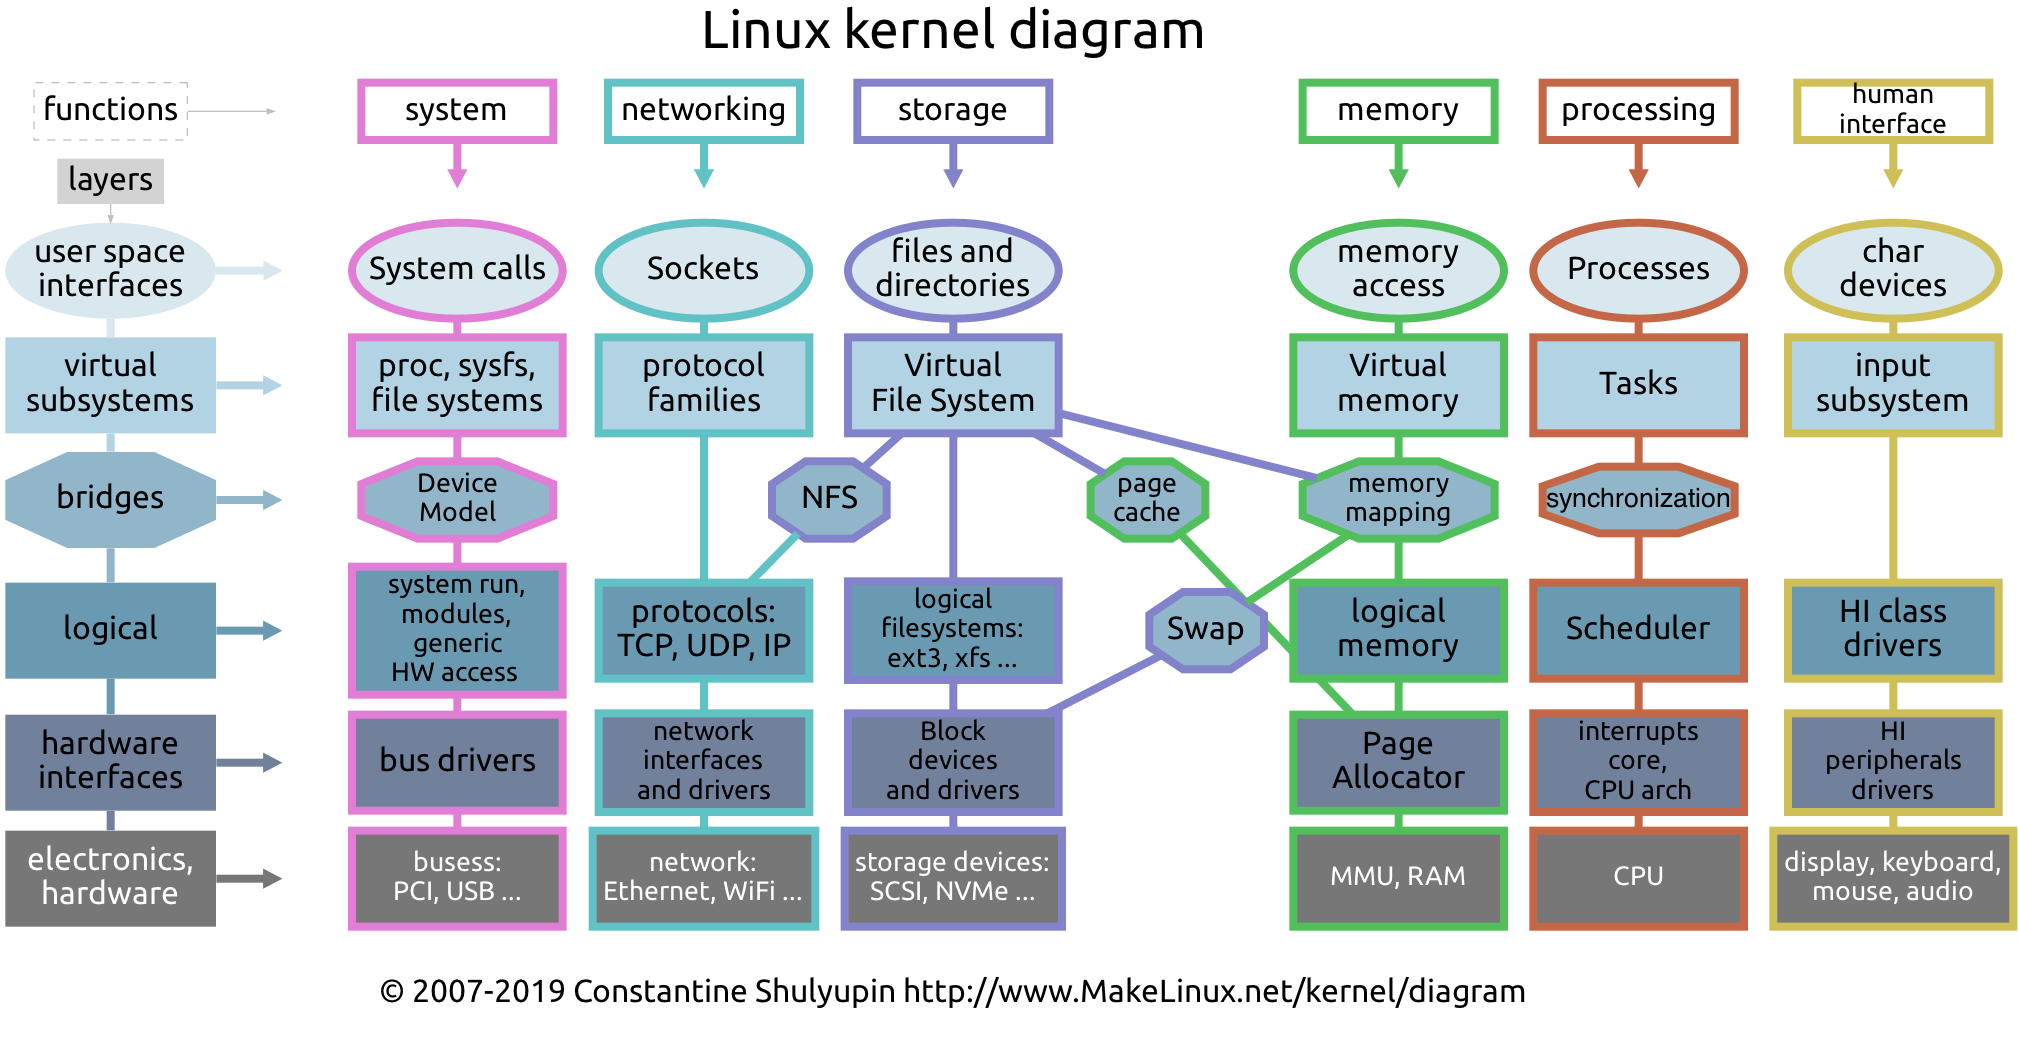 Linux kernel diagram
functions
system
networking
storage
memory
processing
human
interface
layers
user space
interfaces
System calls
Sockets
files and
directories
memory
access
Processes
char
devices
virtual
subsystems
proc, sysfs,
file systems
protocol
families
Virtual
File System
Virtual
memory
Tasks
input
subsystem
bridges
Device
Model
NFS
page
cache
memory
mapping
synchronization
logical
system run,
modules,
generic
HW access
protocols:
TCP, UDP, IP
logical
filesystems:
ext3, xfs ...
Swap
logical
memory
Scheduler
HI class
drivers
hardware
interfaces
bus drivers
network
interfaces
and drivers
Block
devices
and drivers
Page
Allocator
interrupts
core,
CPU arch
HI
peripherals
drivers
electronics,
hardware
busess:
PCI, USB ...
network:
Ethernet, WiFi ...
storage devices:
SCSI, NVMe ...
MMU, RAM
CPU
display, keyboard,
mouse, audio
© 2007-2019 Constantine Shulyupin http://www.MakeLinux.net/kernel/diagram